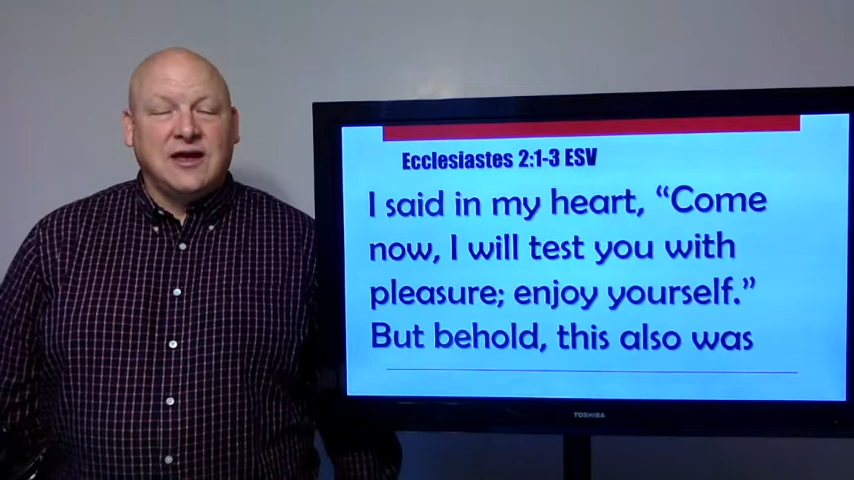 Ecclesiastes 2:1-3 ESV
I said in my heart, “Come
now, I will test you with
pleasure; enjoy yourself.”
But behold, this also was
TOSHIBA